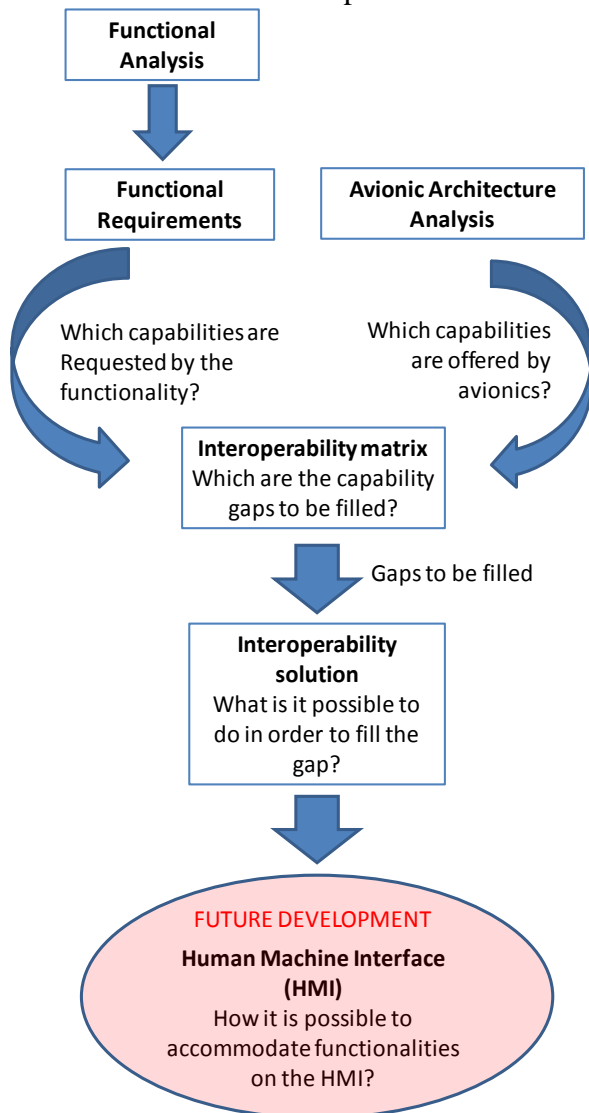 Functional
Analysis
Functional
Requirements
Avionic Architecture
Analysis
Which capabilities are
Requested by the
functionality?
Which capabilities
are offered by
avionics?
Interoperability matrix
Which are the capability
gaps to be filled?
Gaps to be filled
Interoperability
solution
What is it possible to
do in order to fill the
gap?
FUTURE DEVELOPMENT
Human Machine Interface
(HMI)
How it is possible to
accommodate functionalities
on the HMI?